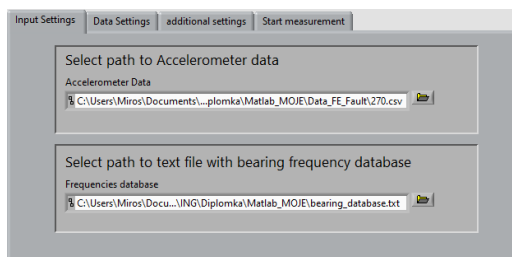 Input Settings Data Settings additional settings Start measurement
Select path to Accelerometer data
Accelerometer Data
C:\Users\Miros\Documents\...plomka\Matlab_MOJE\Data_FE_Fault\270.csv
Select path to text file with bearing frequency database
Frequencies database
C:\Users\Miros\Docu...\ING\Diplomka\Matlab_MOJE\bearing_database.txt